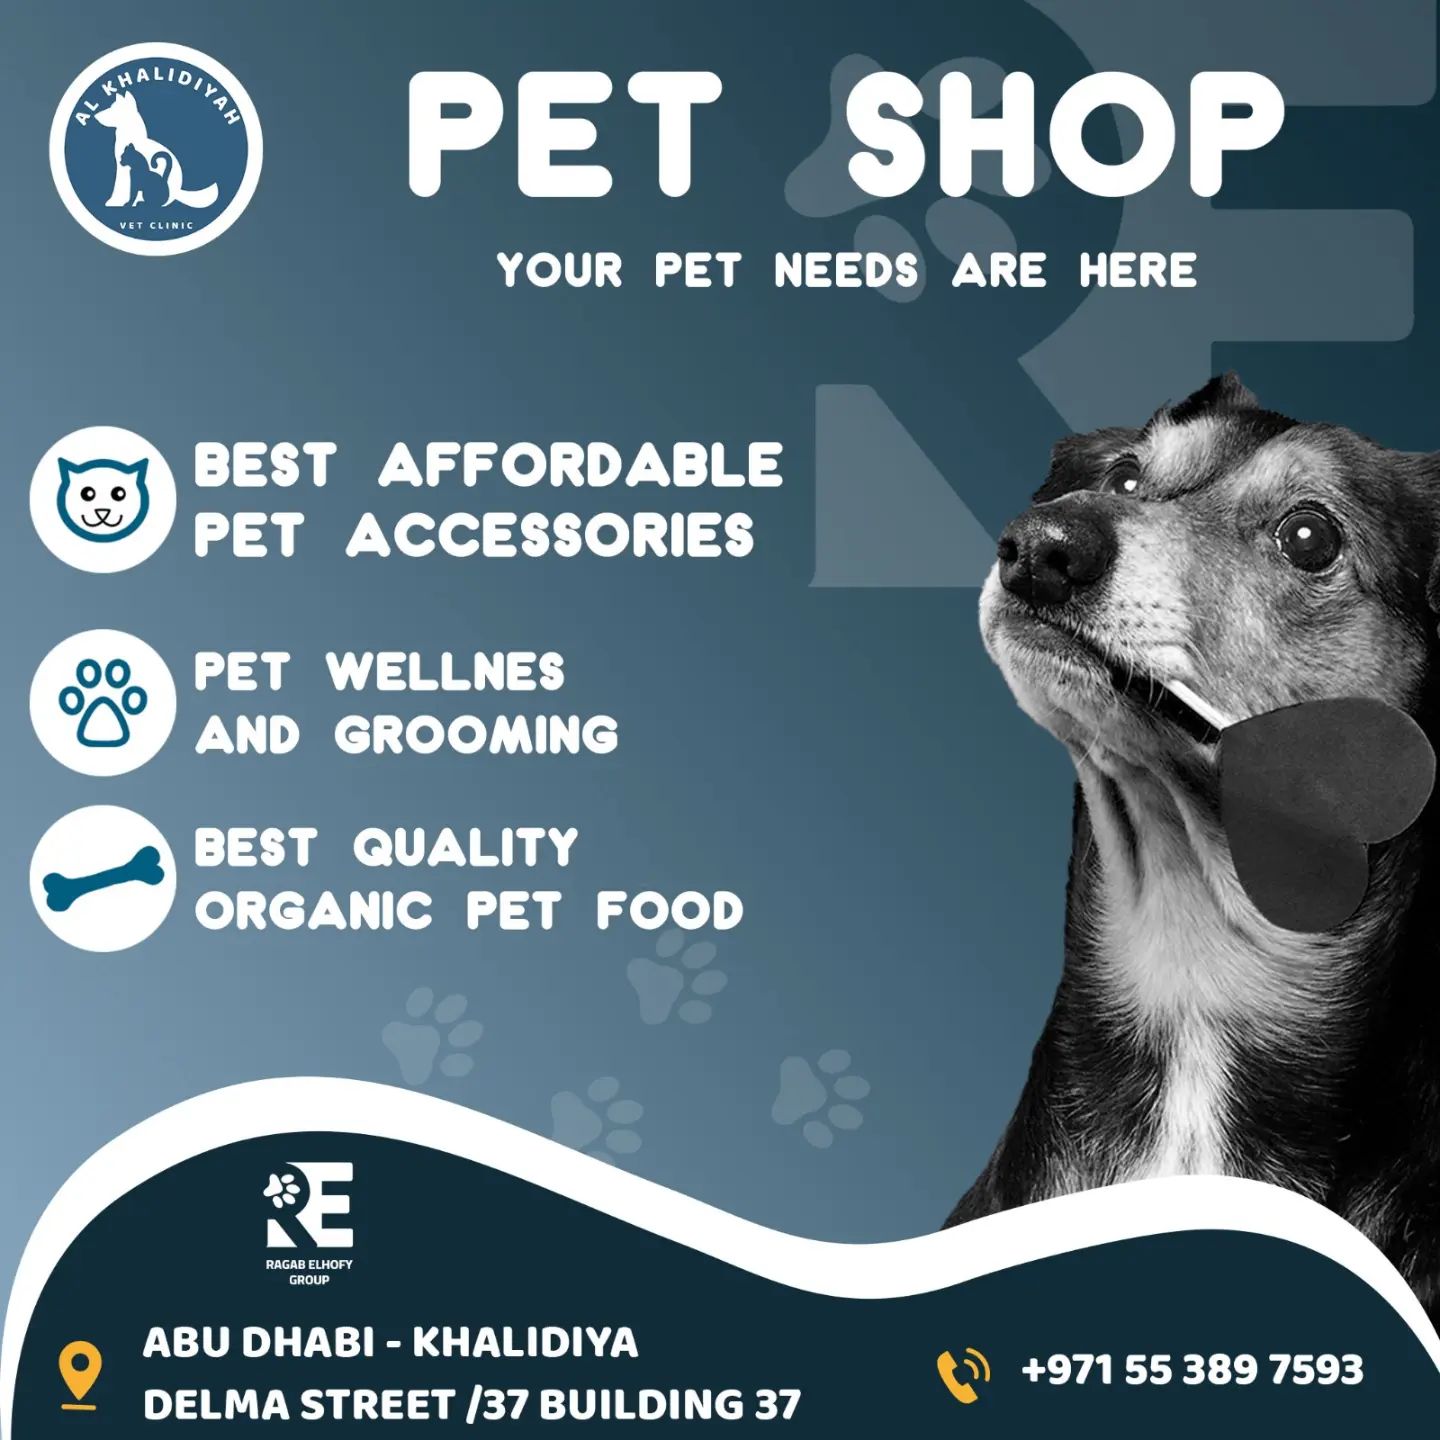 AL KHALIDIYAH
VET CLINIC
PET SHOP
YOUR PET NEEDS ARE HERE
BEST AFFORDABLE
PET ACCESSORIES
PET WELLNES
AND GROOMING
BEST QUALITY
ORGANIC PET FOOD
RE
RAGAB ELHOFY
GROUP
ABU DHABI - KHALIDIYA
DELMA STREET /37 BUILDING 37
+971 55 389 7593